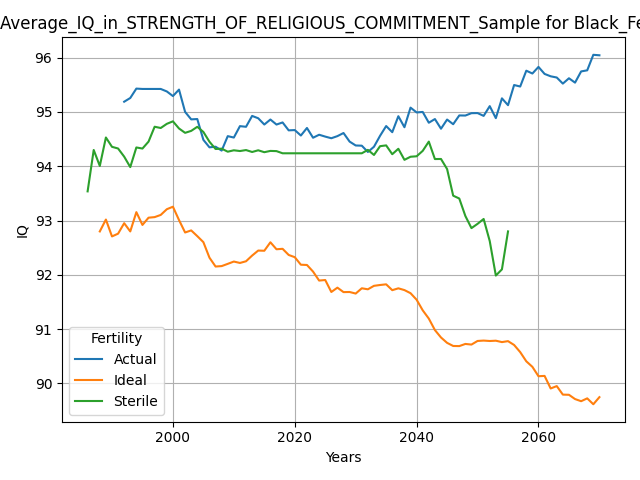 Average_IQ_in_STRENGTH_OF_RELIGIOUS_COMMITMENT_Sample for Black_Fe
96
95
94
93
92
91
90
IQ
Fertility
Actual
Ideal
Sterile
2000 2020 2040 2060
Years